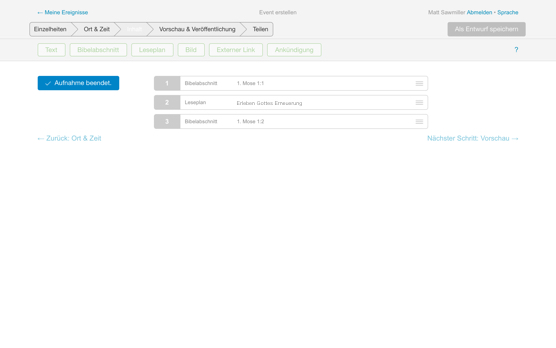 ← Meine Ereignisse
Event erstellen
Matt Sawmiller Abmelden • Sprache
Einzelheiten
Ort & Zeit
Vorschau & Veröffentlichung
Teilen
Als Entwurf speichern
Text
Bibelabschnitt
Leseplan
Bild
Externer Link
Ankündigung
?
✓ Aufnahme beendet.
1 Bibelabschnitt 1. Mose 1:1
2 Leseplan Erleben Gottes Erneuerung
3 Bibelabschnitt 1. Mose 1:2
← Zurück: Ort & Zeit
Nächster Schritt: Vorschau →